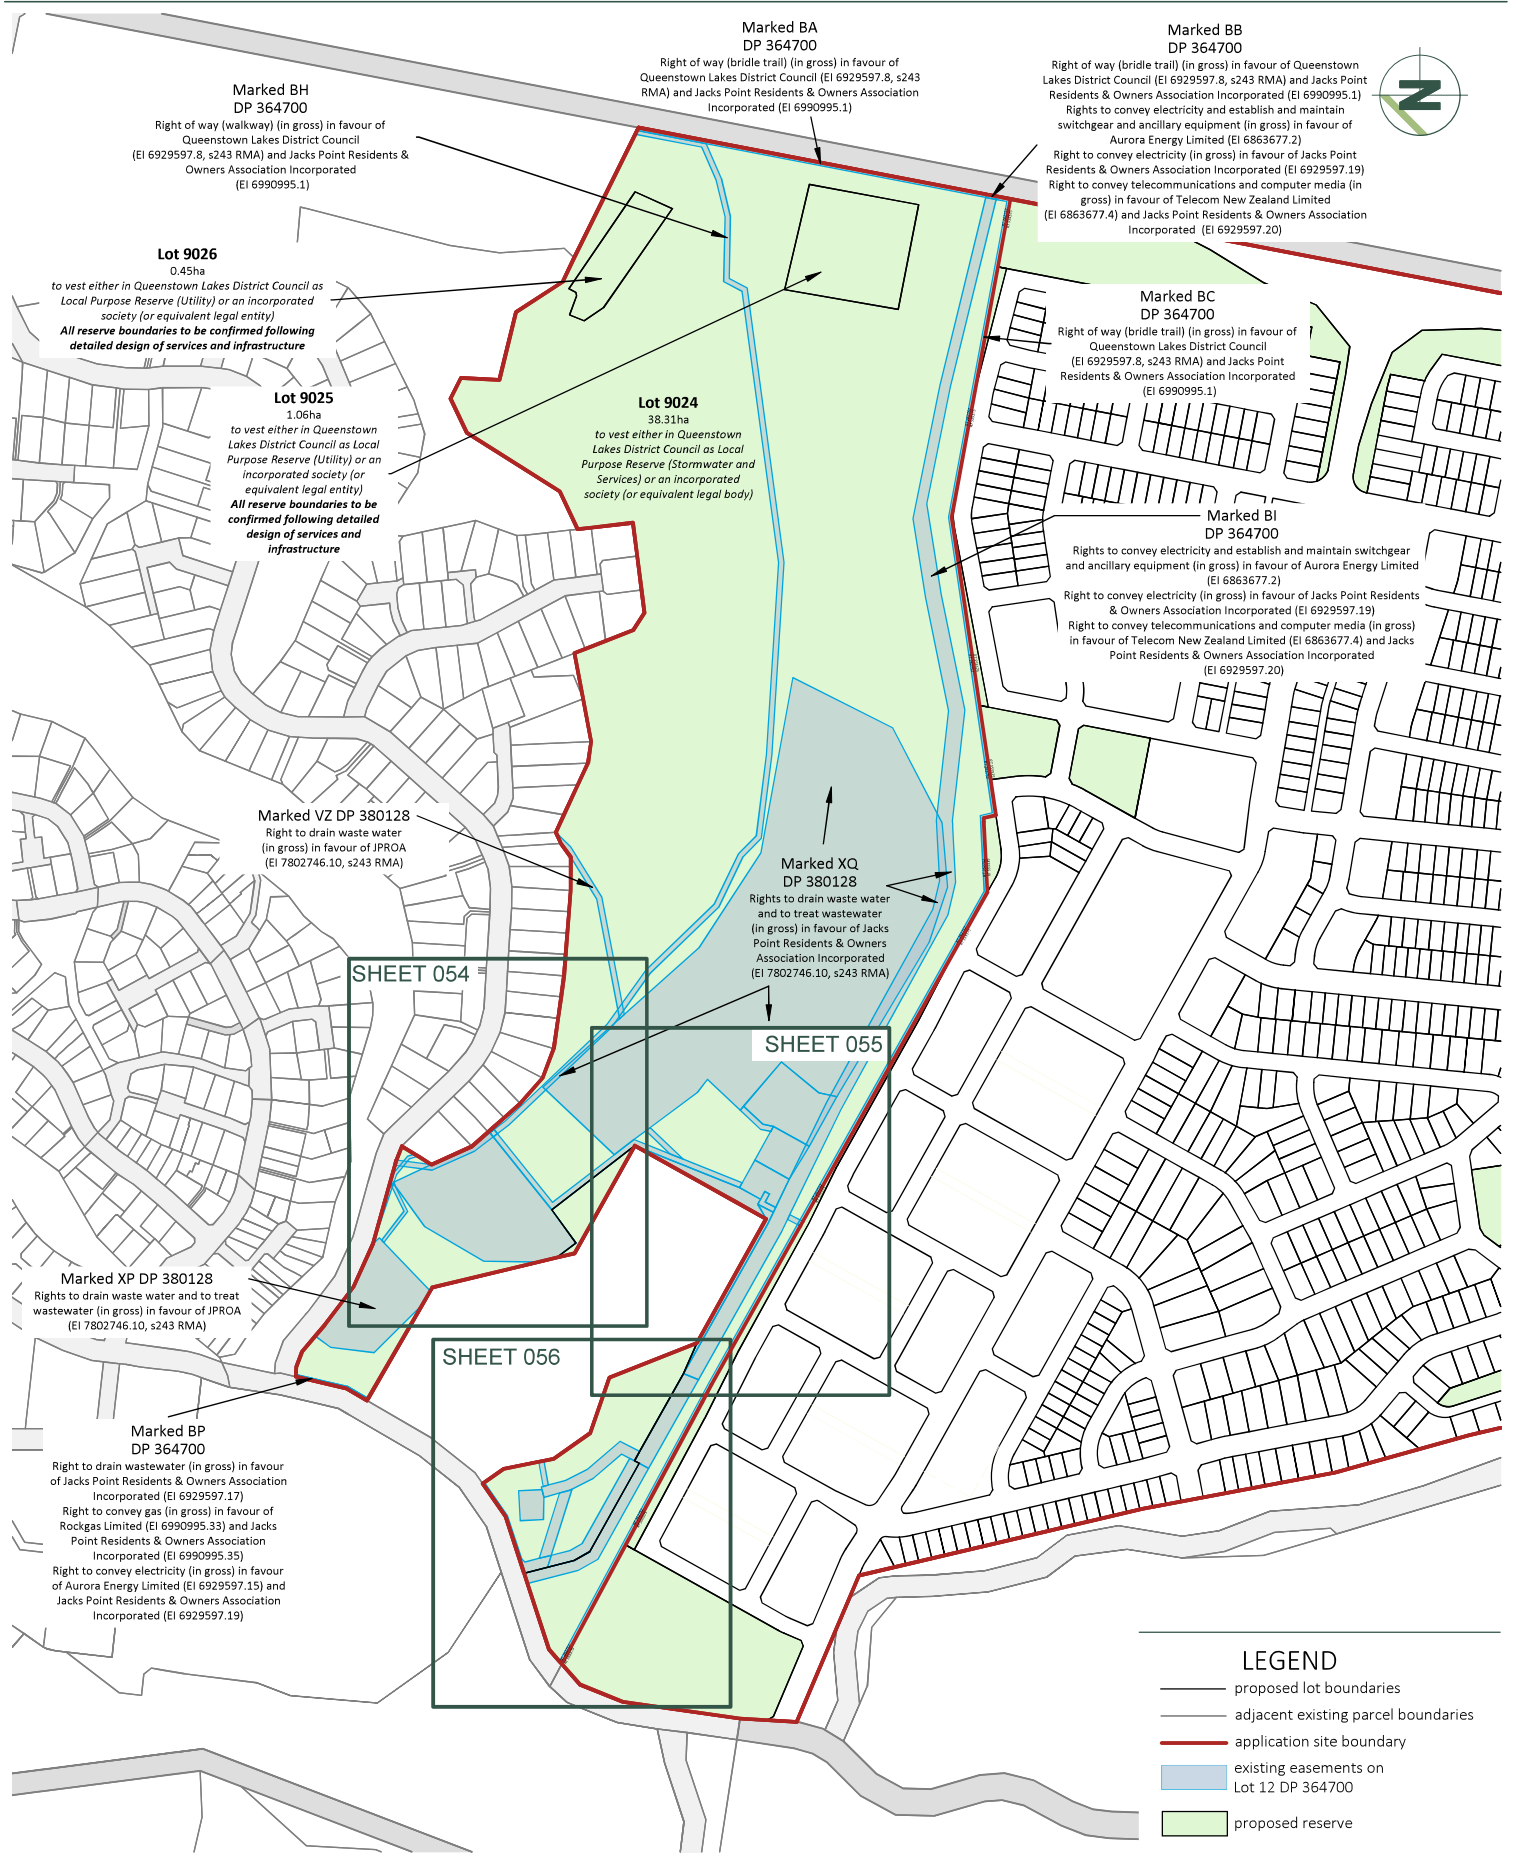 Marked BA
DP 364700
Right of way (bridle trail) (in gross) in favour of
Queenstown Lakes District Council (EI 6929597.8, s243
RMA) and Jacks Point Residents & Owners Association
Incorporated (EI 6990995.1)
Marked BB
DP 364700
Right of way (bridle trail) (in gross) in favour of Queenstown
Lakes District Council (EI 6929597.8, s243 RMA) and Jacks Point
Residents & Owners Association Incorporated (EI 6990995.1)
Rights to convey electricity and establish and maintain
switchgear and ancillary equipment (in gross) in favour of
Aurora Energy Limited (EI 6863677.2)
Right to convey electricity (in gross) in favour of Jacks Point
Residents & Owners Association Incorporated (EI 6929597.19)
Right to convey telecommunications and computer media (in
gross) in favour of Telecom New Zealand Limited
(EI 6863677.4) and Jacks Point Residents & Owners Association
Incorporated (EI 6929597.20)
N
Marked BH
DP 364700
Right of way (walkway) (in gross) in favour of
Queenstown Lakes District Council
(EI 6929597.8, s243 RMA) and Jacks Point Residents &
Owners Association Incorporated
(EI 6990995.1)
Lot 9026
0.45ha
to vest either in Queenstown Lakes District Council as
Local Purpose Reserve (Utility) or an incorporated
society (or equivalent legal entity)
All reserve boundaries to be confirmed following
detailed design of services and infrastructure
Marked BC
DP 364700
Right of way (bridle trail) (in gross) in favour of
Queenstown Lakes District Council
(EI 6929597.8, s243 RMA) and Jacks Point
Residents & Owners Association Incorporated
(EI 6990995.1)
Lot 9025
1.06ha
to vest either in Queenstown
Lakes District Council as Local
Purpose Reserve (Utility) or an
incorporated society (or
equivalent legal entity)
All reserve boundaries to be
confirmed following detailed
design of services and
infrastructure
Lot 9024
38.31ha
to vest either in Queenstown
Lakes District Council as Local
Purpose Reserve (Stormwater and
Services) or an incorporated
society (or equivalent legal body)
Marked BI
DP 364700
Rights to convey electricity and establish and maintain switchgear
and ancillary equipment (in gross) in favour of Aurora Energy Limited
(EI 6863677.2)
Right to convey electricity (in gross) in favour of Jacks Point Residents
& Owners Association Incorporated (EI 6929597.19)
Right to convey telecommunications and computer media (in gross)
in favour of Telecom New Zealand Limited (EI 6863677.4) and Jacks
Point Residents & Owners Association Incorporated
(EI 6929597.20)
Marked VZ DP 380128
Right to drain waste water
(in gross) in favour of JPROA
(EI 7802746.10, s243 RMA)
Marked XQ
DP 380128
Rights to drain waste water
and to treat wastewater
(in gross) in favour of Jacks
Point Residents & Owners
Association Incorporated
(EI 7802746.10, s243 RMA)
SHEET 054
SHEET 055
Marked XP DP 380128
Rights to drain waste water and to treat
wastewater (in gross) in favour of JPROA
(EI 7802746.10, s243 RMA)
SHEET 056
Marked BP
DP 364700
Right to drain wastewater (in gross) in favour
of Jacks Point Residents & Owners Association
Incorporated (EI 6929597.17)
Right to convey gas (in gross) in favour of
Rockgas Limited (EI 6990995.33) and Jacks
Point Residents & Owners Association
Incorporated (EI 6990995.35)
Right to convey electricity (in gross) in favour
of Aurora Energy Limited (EI 6929597.15) and
Jacks Point Residents & Owners Association
Incorporated (EI 6929597.19)
LEGEND
proposed lot boundaries
adjacent existing parcel boundaries
application site boundary
existing easements on
Lot 12 DP 364700
proposed reserve